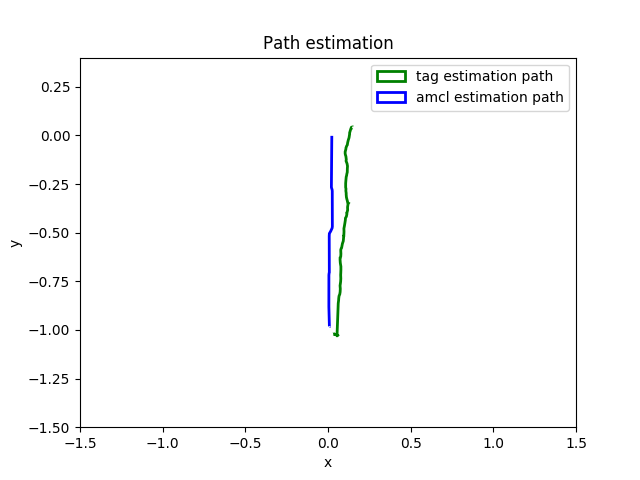 Path estimation
tag estimation path
amcl estimation path
0.25
0.00
−0.25
−0.50
−0.75
−1.00
−1.25
−1.50
y
−1.5 −1.0 −0.5 0.0 0.5 1.0 1.5
x